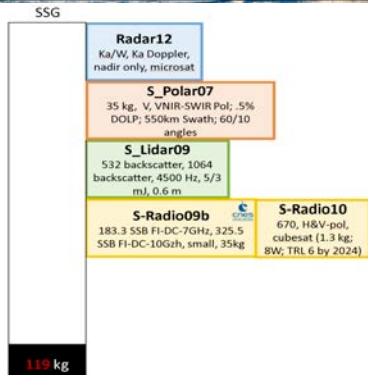 SSG
Radar12
Ka/W, Ka Doppler,
nadir only, microsat
S_Polar07
35 kg, V, VNIR-SWIR Pol; .5%
DOLP; 550km Swath; 60/10
angles
S_Lidar09
532 backscatter, 1064
backscatter, 4500 Hz, 5/3
mJ, 0.6 m
S-Radio09b
cnes
183.3 SSB FI-DC-7GHz, 325.5
SSB FI-DC-10Gzh, small, 35kg
S-Radio10
670, H&V-pol,
cubesat (1.3 kg;
8W; TRL 6 by 2024)
119 kg